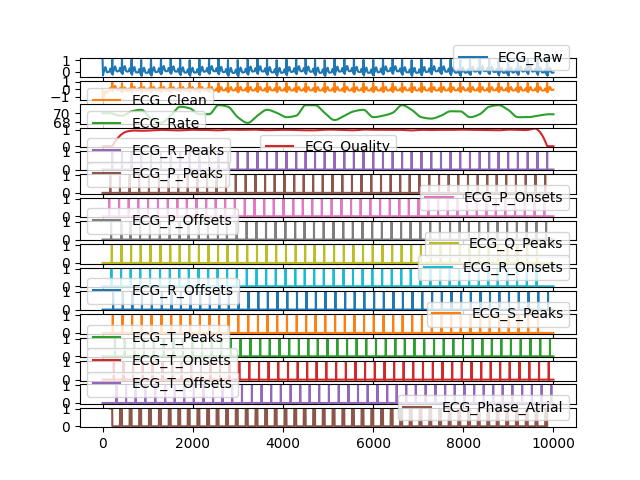 1
0
ECG_Raw
1
0
−1
ECG_Clean
70
68
ECG_Rate
1
0
ECG_Quality
1
0
ECG_R_Peaks
1
0
ECG_P_Peaks
1
0
ECG_P_Onsets
1
0
ECG_P_Offsets
1
0
ECG_Q_Peaks
1
0
ECG_R_Onsets
1
0
ECG_R_Offsets
1
0
ECG_S_Peaks
1
0
ECG_T_Peaks
1
0
ECG_T_Onsets
1
0
ECG_T_Offsets
1
0
ECG_Phase_Atrial
0 2000 4000 6000 8000 10000